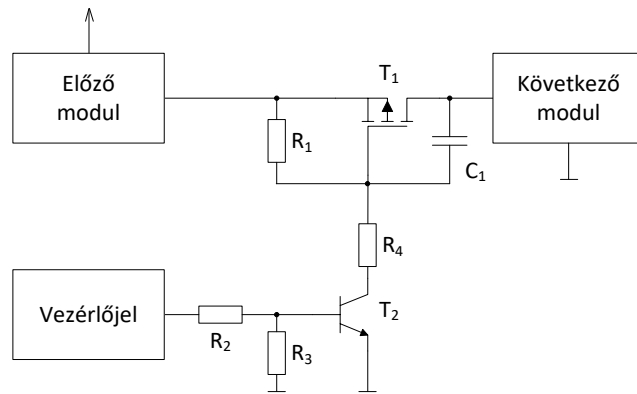 Előző
modul
T₁
Következő
modul
R₁
C₁
R₄
Vezérlőjel
T₂
R₂
R₃